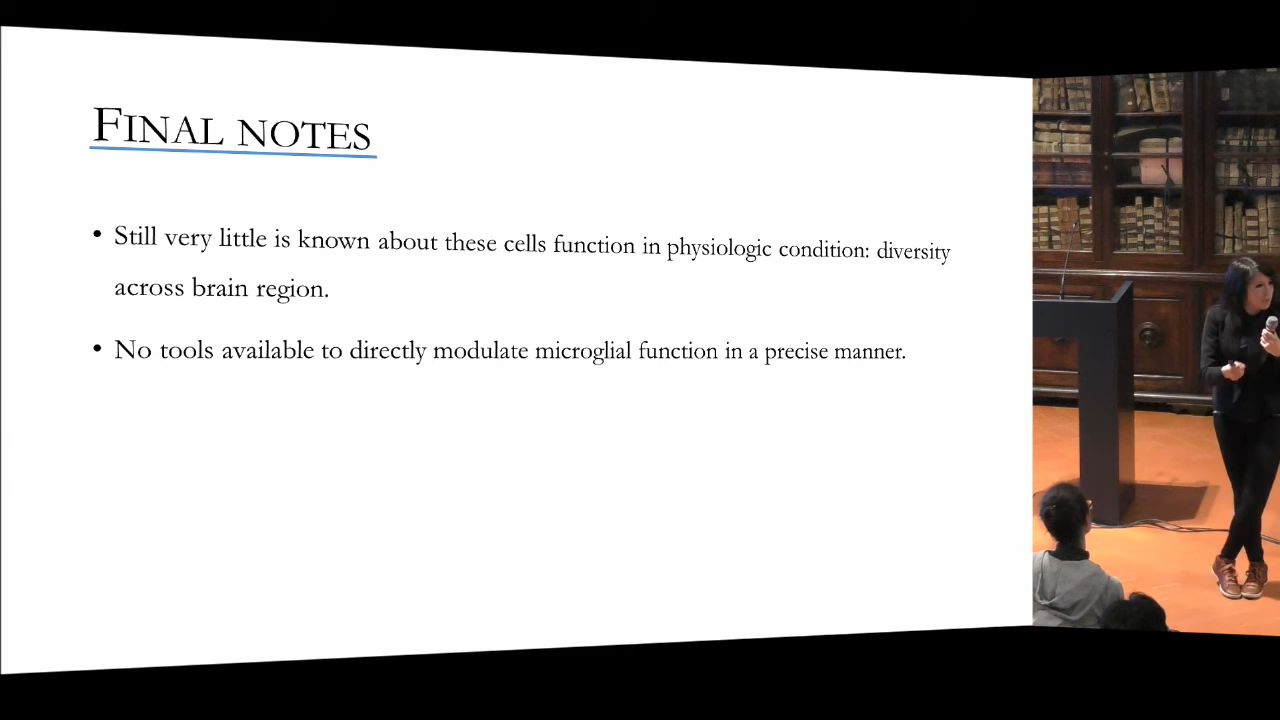 FINAL NOTES
• Still very little is known about these cells function in physiologic condition: diversity
across brain region.
• No tools available to directly modulate microglial function in a precise manner.